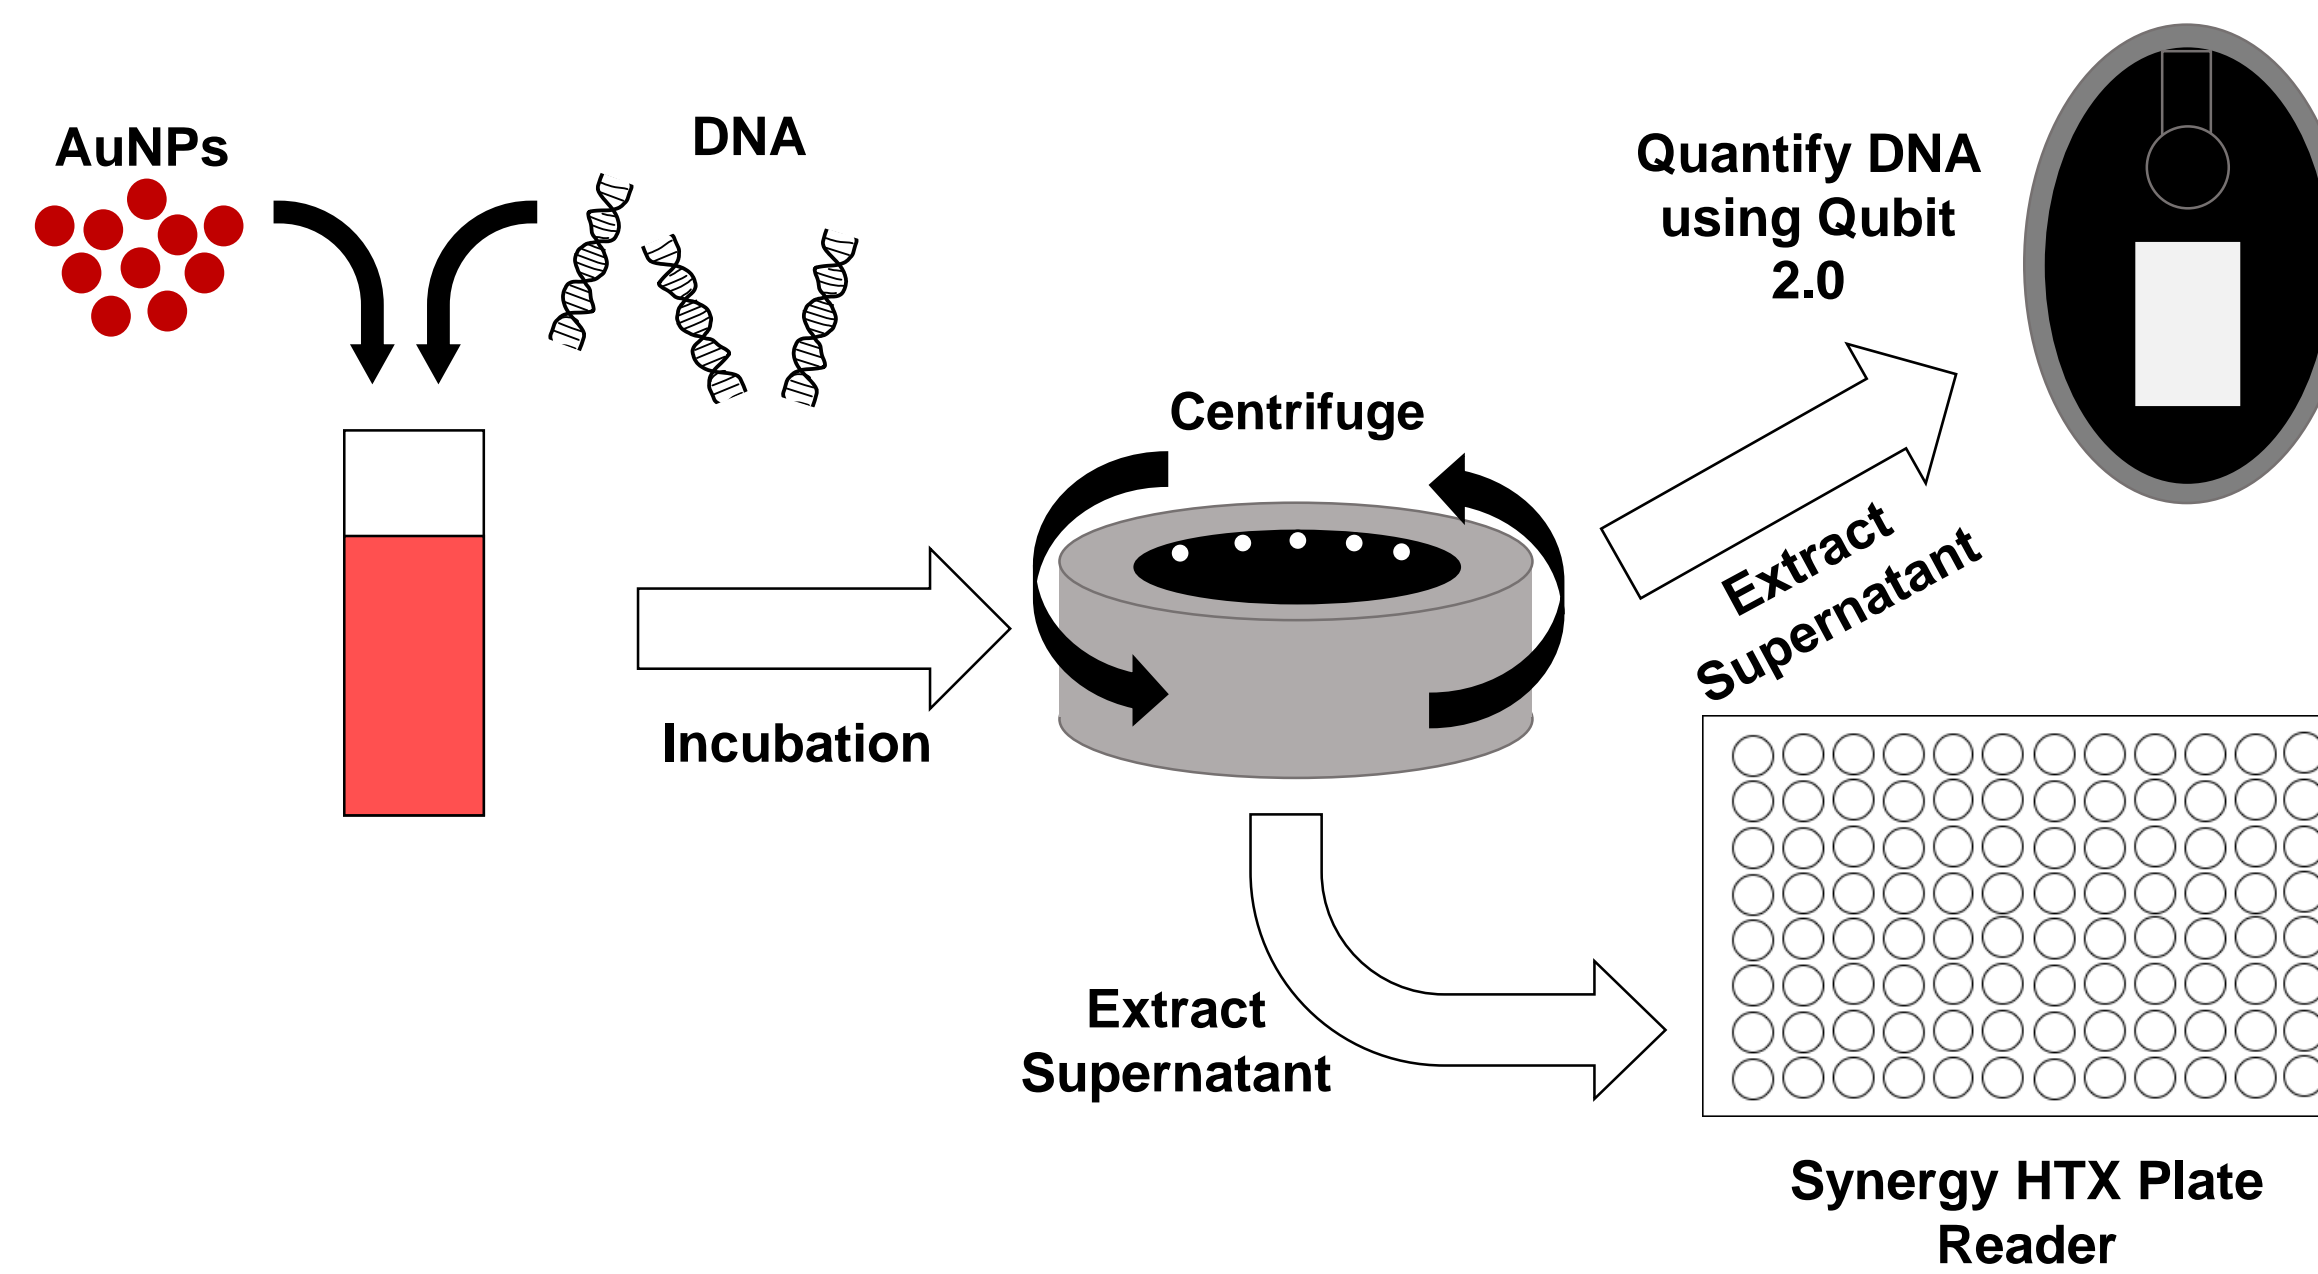 AuNPs
DNA
Quantify DNA
using Qubit
2.0
Centrifuge
Extract
Supernatant
Incubation
Extract
Supernatant
Synergy HTX Plate
Reader